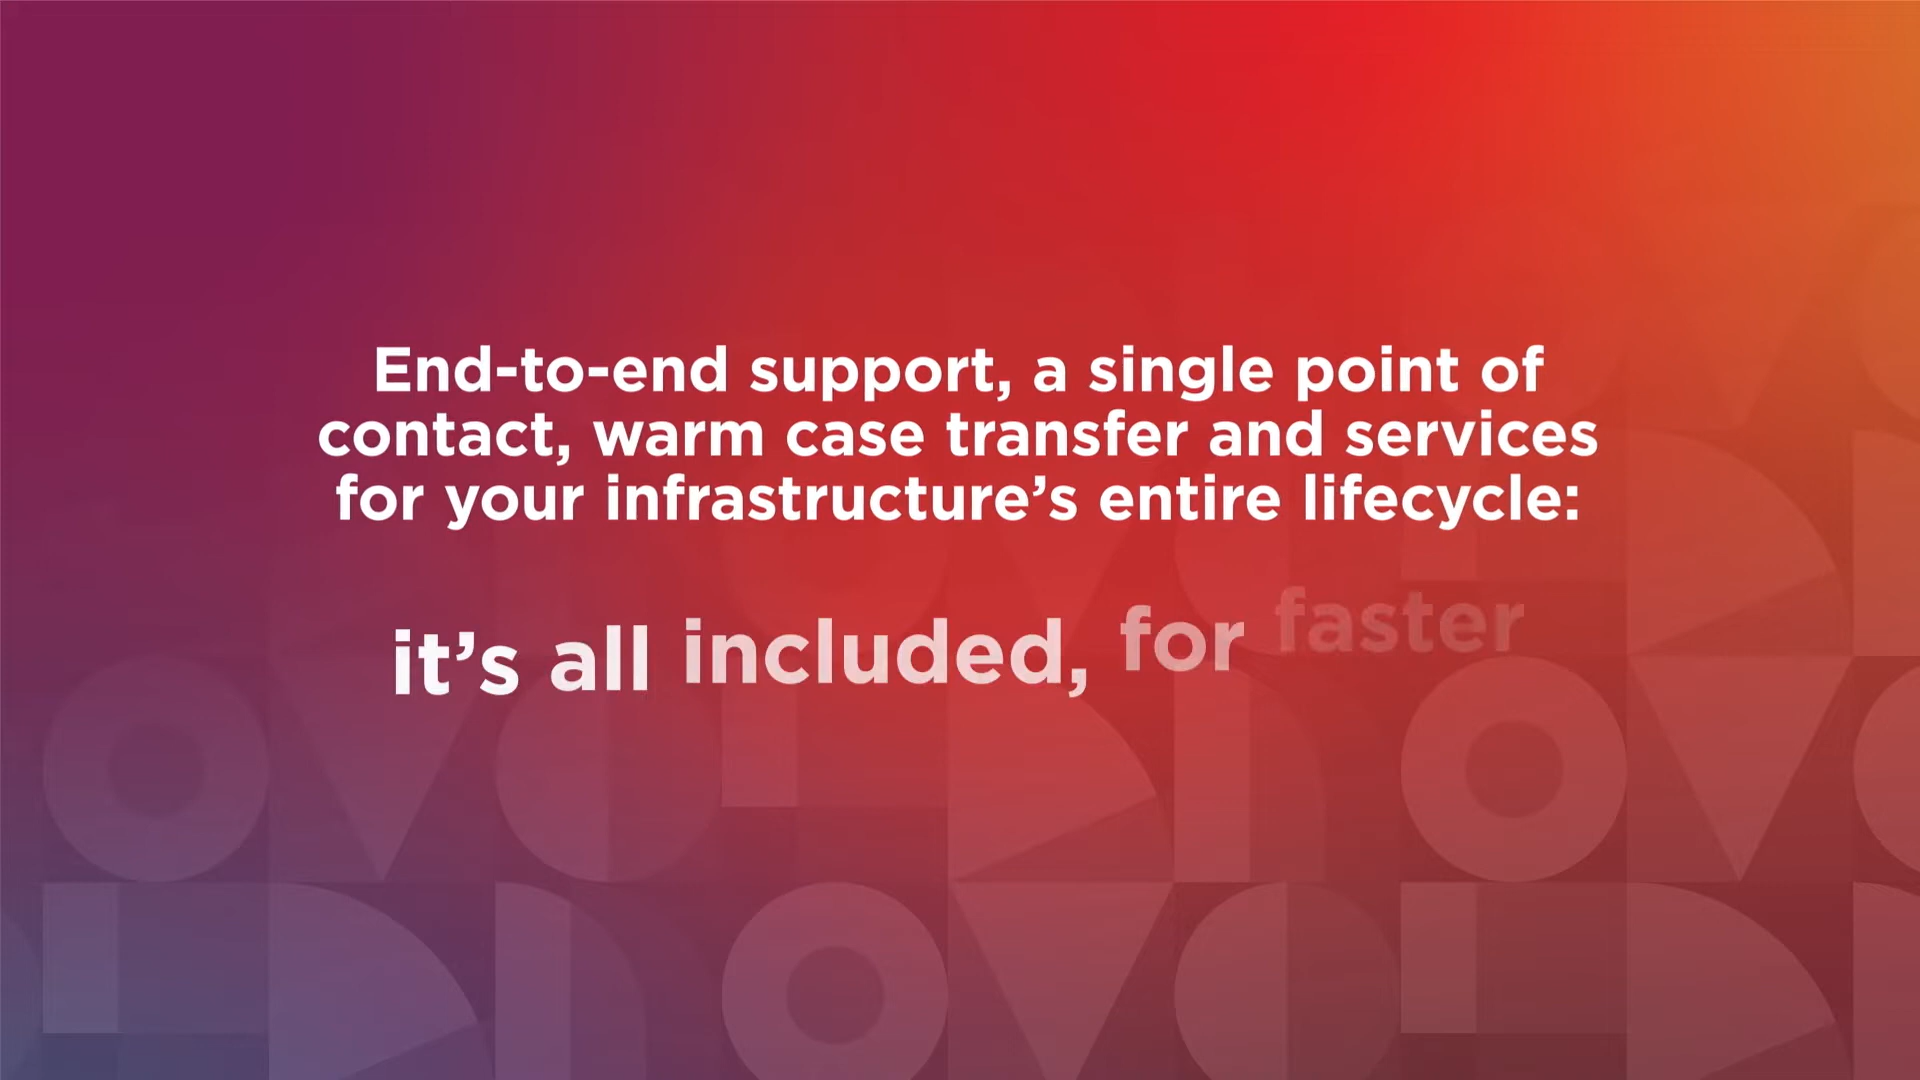 End-to-end support, a single point of
contact, warm case transfer and services
for your infrastructure’s entire lifecycle:
it’s all included, for faster